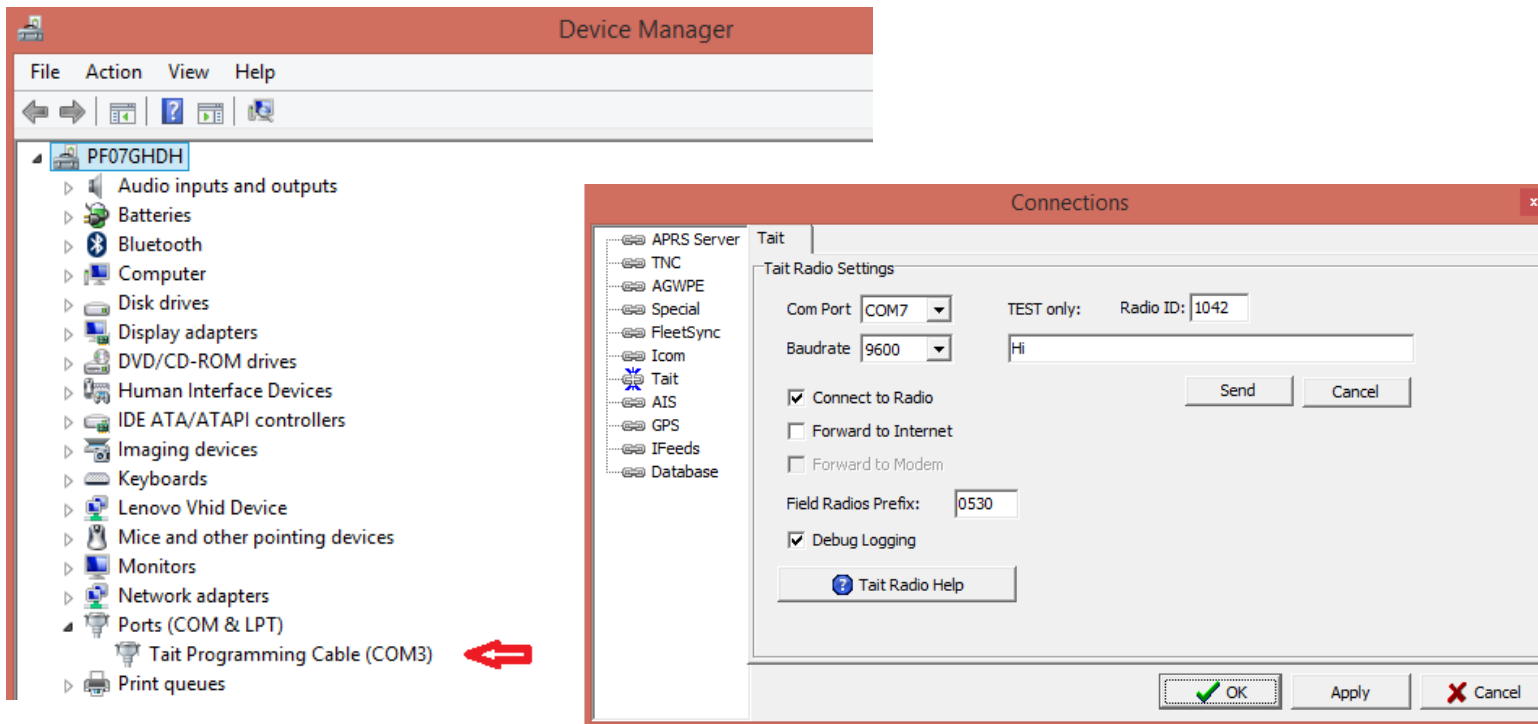 Device Manager
File Action View Help
PF07GHDH
Audio inputs and outputs
Batteries
Bluetooth
Computer
Disk drives
Display adapters
DVD/CD-ROM drives
Human Interface Devices
IDE ATA/ATAPI controllers
Imaging devices
Keyboards
Lenovo Vhid Device
Mice and other pointing devices
Monitors
Network adapters
Ports (COM & LPT)
Tait Programming Cable (COM3)
Print queues
Connections
x
APRS Server
TNC
AGWPE
Special
FleetSync
Icom
Tait
AIS
GPS
IFeeds
Database
Tait
Tait Radio Settings
Com Port COM7 TEST only: Radio ID: 1042
Baudrate 9600 Hi
Send Cancel
Connect to Radio
Forward to Internet
Forward to Modem
Field Radios Prefix: 0530
Debug Logging
? Tait Radio Help
OK Apply Cancel